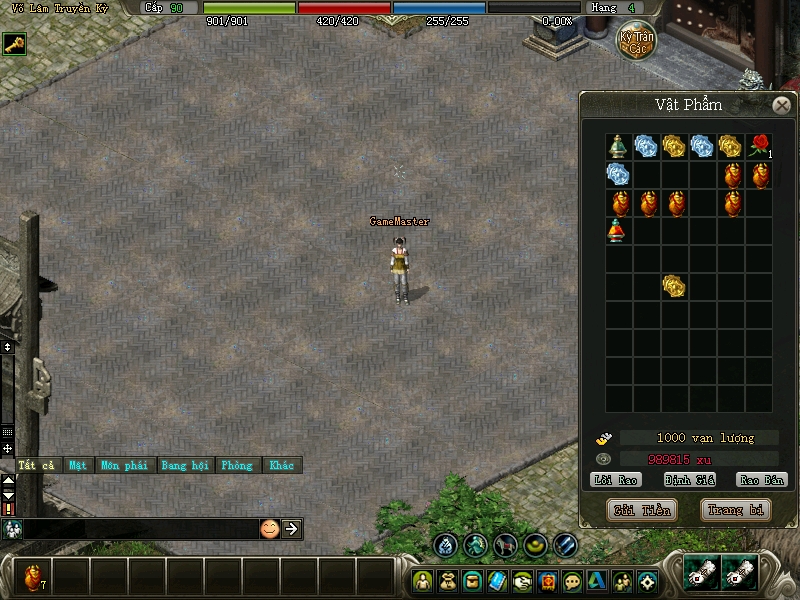 Võ Lâm Truyền Kỳ
Cấp 90
901/901
420/420
255/255
0.00%
Hạng 4
Kỳ Trân
Các
Vật Phẩm
1
GameMaster
1000 vạn lượng
989815 xu
Lời Rao
Định Giá
Rao Bán
Gửi Tiền
Trang bị
Tất cả
Mật
Môn phái
Bang hội
Phòng
Khác
7